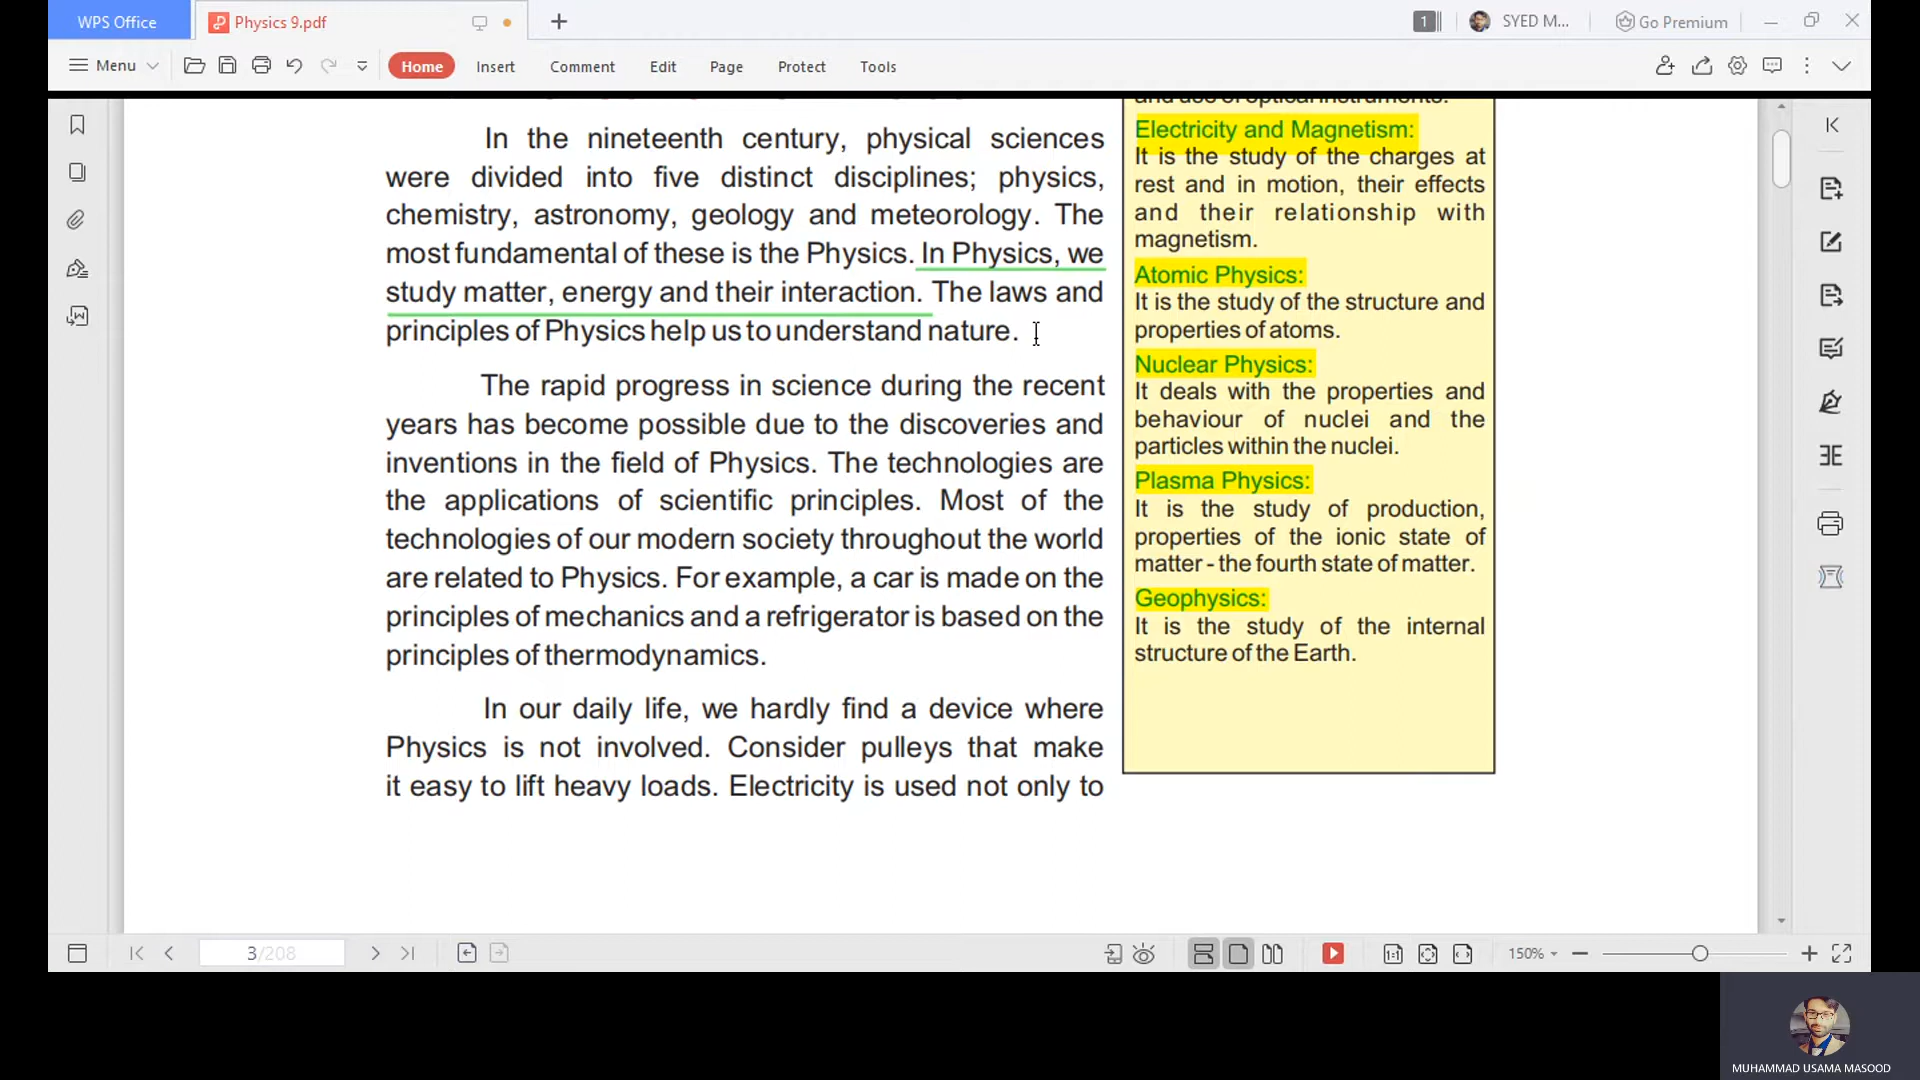 WPS Office
Physics 9.pdf
1
SYED M...
Go Premium
Menu
Home
Insert
Comment
Edit
Page
Protect
Tools
In the nineteenth century, physical sciences
were divided into five distinct disciplines; physics,
chemistry, astronomy, geology and meteorology. The
most fundamental of these is the Physics. In Physics, we
study matter, energy and their interaction. The laws and
principles of Physics help us to understand nature.
The rapid progress in science during the recent
years has become possible due to the discoveries and
inventions in the field of Physics. The technologies are
the applications of scientific principles. Most of the
technologies of our modern society throughout the world
are related to Physics. For example, a car is made on the
principles of mechanics and a refrigerator is based on the
principles of thermodynamics.
In our daily life, we hardly find a device where
Physics is not involved. Consider pulleys that make
it easy to lift heavy loads. Electricity is used not only to
and use of optical instruments.
Electricity and Magnetism:
It is the study of the charges at
rest and in motion, their effects
and their relationship with
magnetism.
Atomic Physics:
It is the study of the structure and
properties of atoms.
Nuclear Physics:
It deals with the properties and
behaviour of nuclei and the
particles within the nuclei.
Plasma Physics:
It is the study of production,
properties of the ionic state of
matter - the fourth state of matter.
Geophysics:
It is the study of the internal
structure of the Earth.
3/208
150%
MUHAMMAD USAMA MASOOD